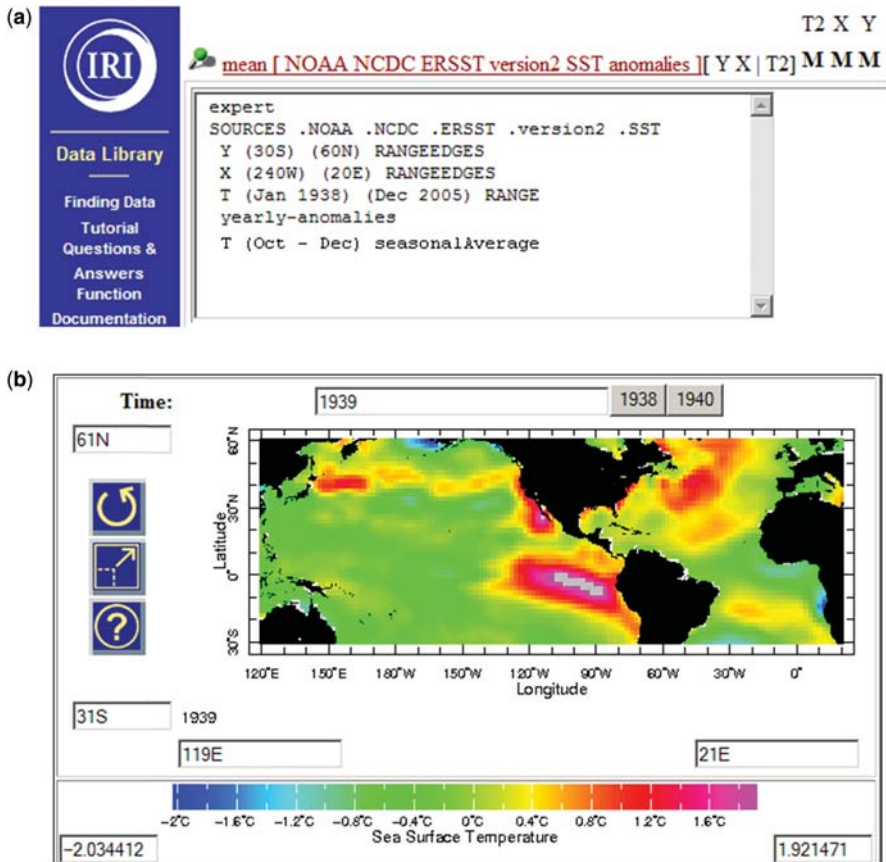 (a)
IRI
Data Library
Finding Data
Tutorial
Questions &
Answers
Function
Documentation
T2 X Y
mean [ NOAA NCDC ERSST version2 SST anomalies ][ Y X | T2] M M M
expert
SOURCES .NOAA .NCDC .ERSST .version2 .SST
Y (30S) (60N) RANGEEDGES
X (240W) (20E) RANGEEDGES
T (Jan 1938) (Dec 2005) RANGE
yearly-anomalies
T (Oct - Dec) seasonalAverage
(b)
Time: 1939 1938 1940
61N
?
Latitude
60°N
30°N
0°
30°S
120°E 150°E 180°W 150°W 120°W 90°W 60°W 30°W 0°
Longitude
31S 1939
119E 21E
-2°C -1.6°C -1.2°C -0.8°C -0.4°C 0°C 0.4°C 0.8°C 1.2°C 1.6°C
Sea Surface Temperature
-2.034412 1.921471